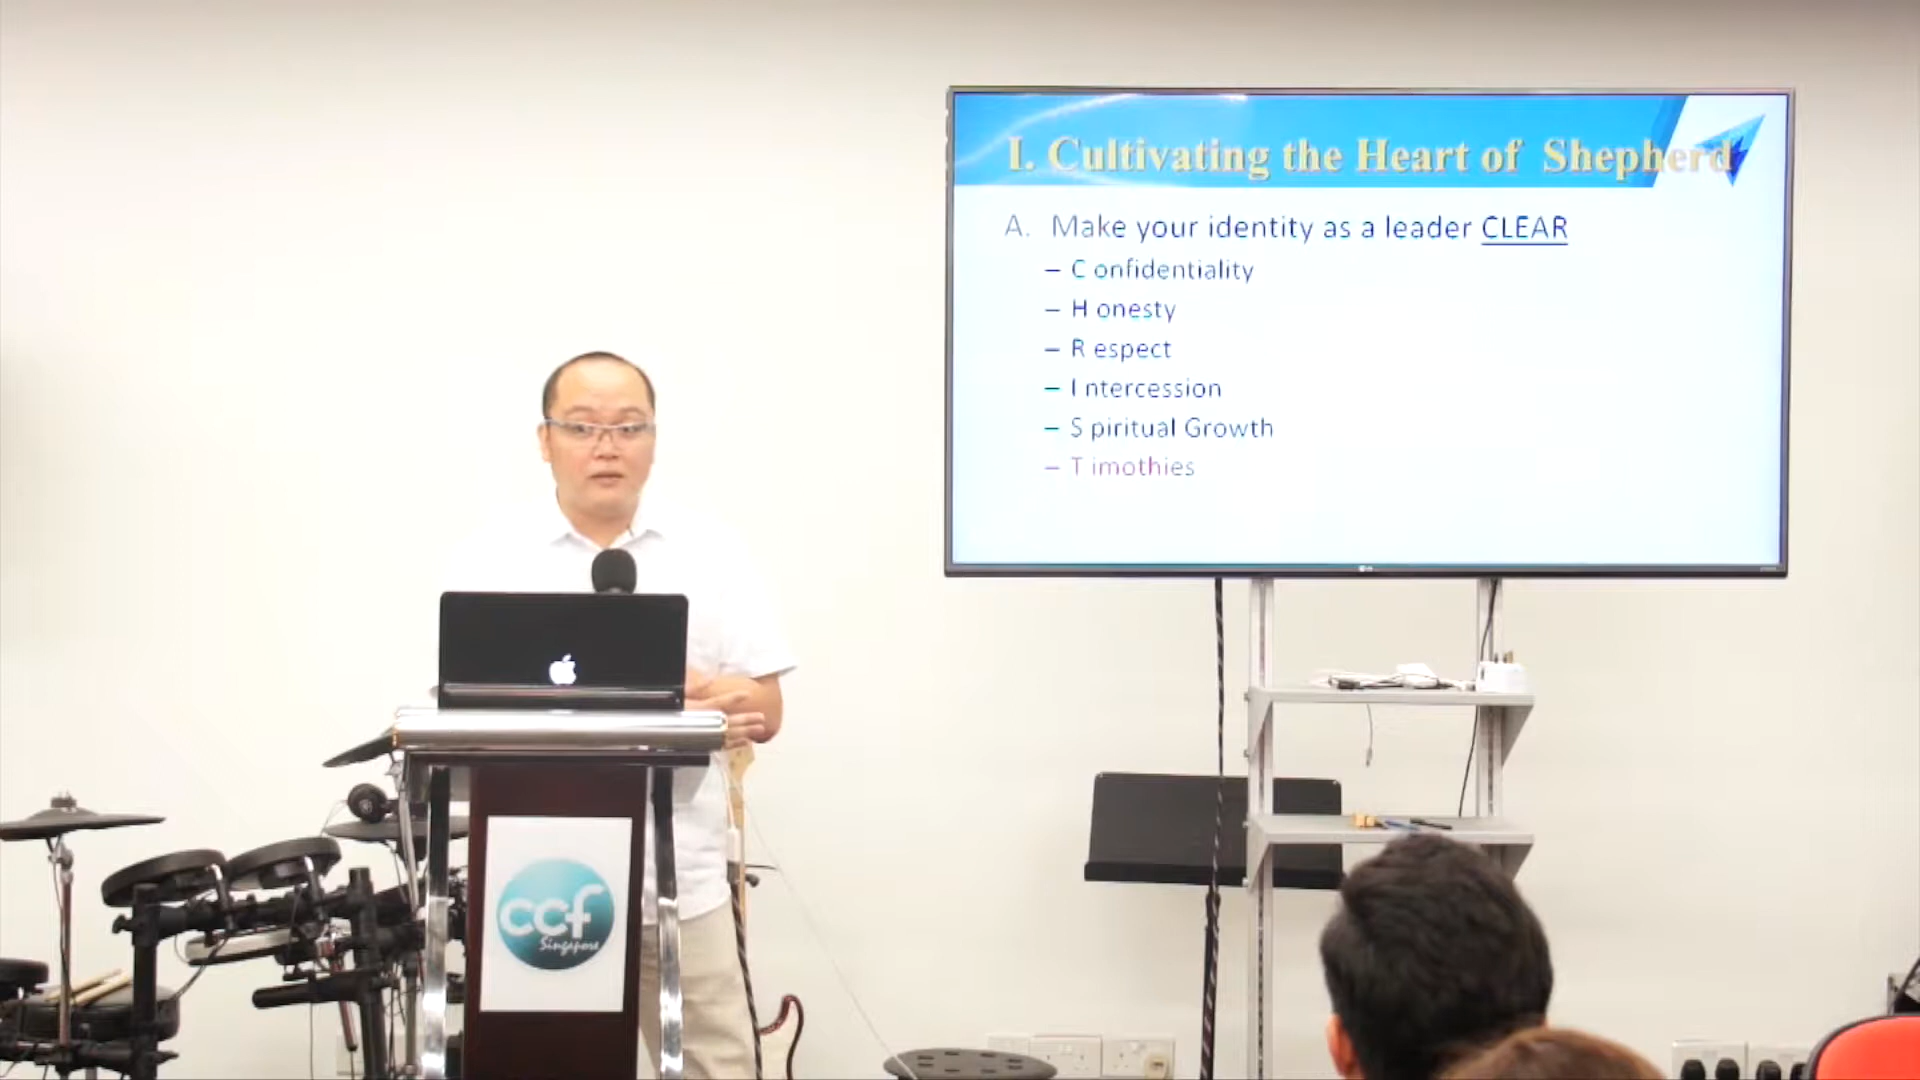 I. Cultivating the Heart of Shepherd
A. Make your identity as a leader CLEAR
– C onfidentiality
– H onesty
– R espect
– I ntercession
– S piritual Growth
– T imothies
ccf
Singapore